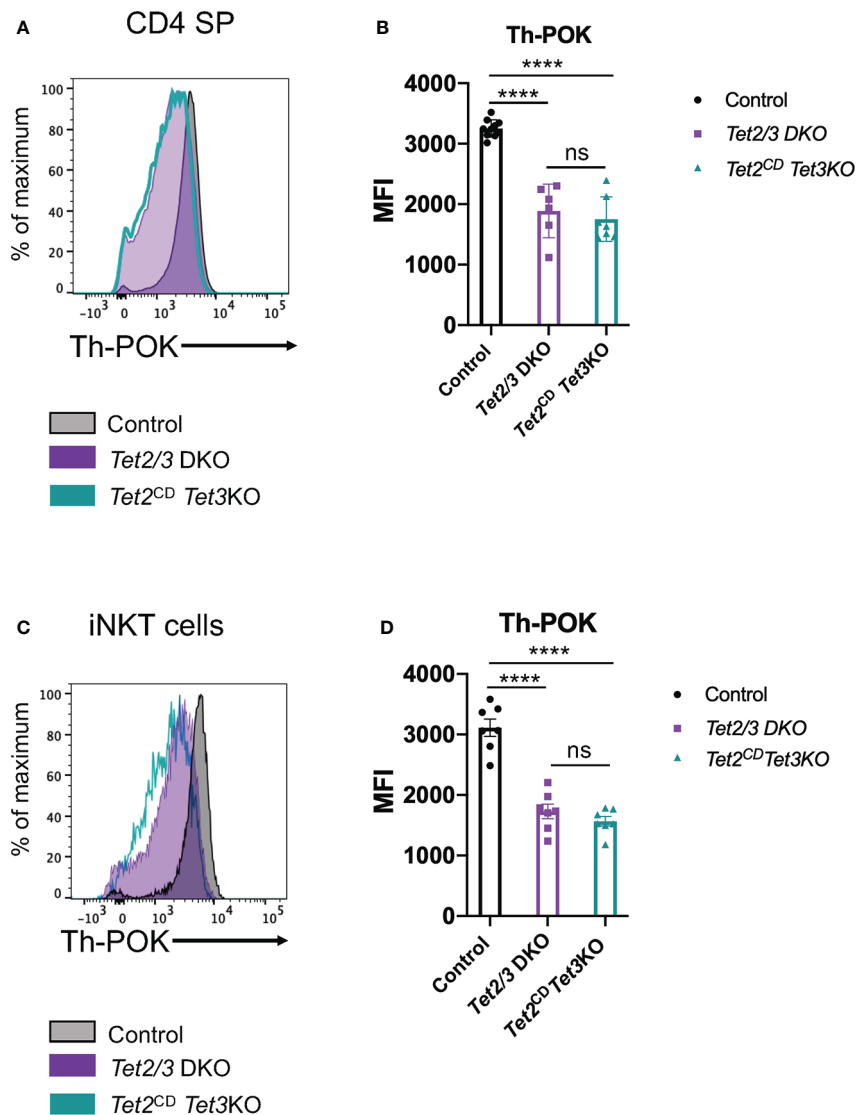 A
CD4 SP
% of maximum
100
80
60
40
20
0
-10³ 0 10³ 10⁴ 10⁵
Th-POK
Control
Tet2/3 DKO
Tet2ᶜᴰ Tet3KO
B
Th-POK
****
****
ns
MFI
4000
3000
2000
1000
0
Control
Tet2/3 DKO
Tet2ᶜᴰ Tet3KO
Control
Tet2/3 DKO
Tet2ᶜᴰ Tet3KO
C
iNKT cells
% of maximum
100
80
60
40
20
0
-10³ 0 10³ 10⁴ 10⁵
Th-POK
Control
Tet2/3 DKO
Tet2ᶜᴰ Tet3KO
D
Th-POK
****
****
ns
MFI
4000
3000
2000
1000
0
Control
Tet2/3 DKO
Tet2ᶜᴰ Tet3KO
Control
Tet2/3 DKO
Tet2ᶜᴰTet3KO